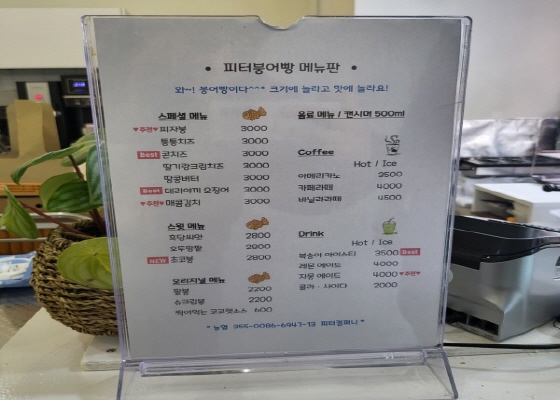 • 피터붕어빵 메뉴판 •
와~! 붕어빵이다^^* 크기에 놀라고 맛에 놀라요!
스페셜 메뉴
♥추천♥ 피자붕 3000
통통치즈 3000
Best 콘치즈 3000
딸기크림치즈 3000
땅콩버터 3000
Best 데리야끼 오징어 3000
♥추천♥ 매콤김치 3000
스윗 메뉴
흑당씨앗 2800
호두팥팥 2900
NEW 초코붕 2800
오리지널 메뉴
팥붕 2200
슈크림붕 2200
찍어먹는 코코넛소스 600
음료 메뉴 / 캔시머 500ml
Coffee
Hot / Ice
아메리카노 3500
카페라떼 4000
바닐라라떼 4500
Drink
Hot / Ice
복숭아 아이스티 3500 Best
레몬 에이드 4000
자몽 에이드 4000 ♥추천♥
콜라 · 사이다 2000
* 농협 355-0086-6947-13 피터컴퍼니 *